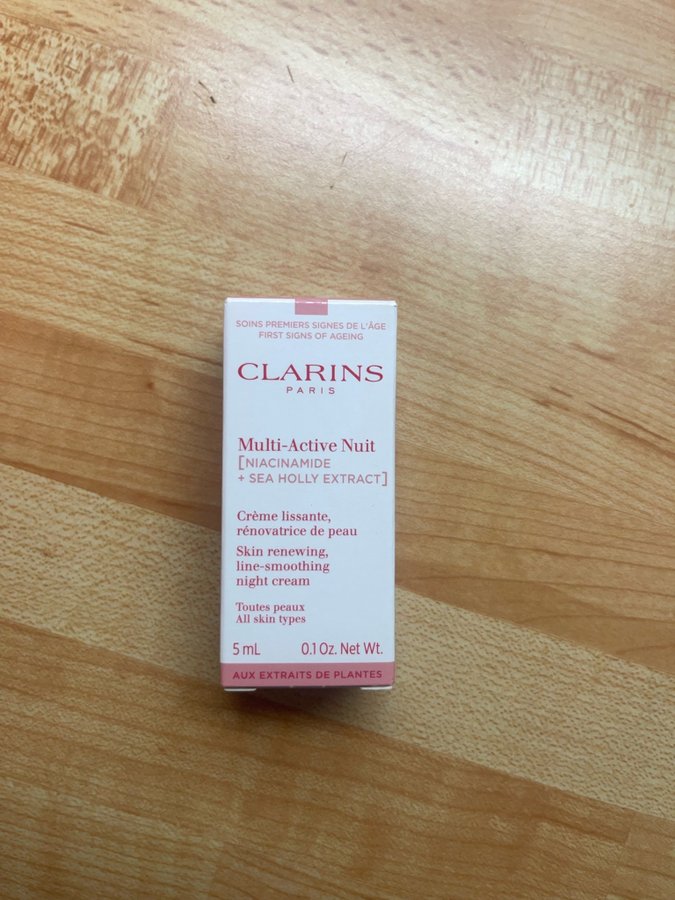 SOINS PREMIERS SIGNES DE L'ÂGE
FIRST SIGNS OF AGEING
CLARINS
PARIS
Multi-Active Nuit
[NIACINAMIDE
+ SEA HOLLY EXTRACT]
Crème lissante,
rénovatrice de peau
Skin renewing,
line-smoothing
night cream
Toutes peaux
All skin types
5 mL 0.1 Oz. Net Wt.
AUX EXTRAITS DE PLANTES